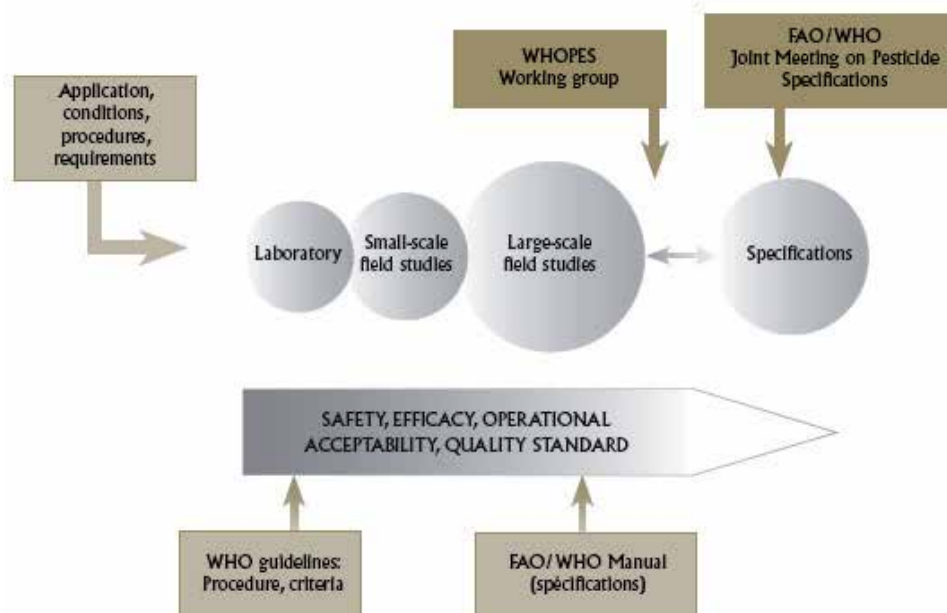 WHOPES
Working group
FAO/WHO
Joint Meeting on Pesticide
Specifications
Application,
conditions,
procedures,
requirements
Laboratory
Small-scale
field studies
Large-scale
field studies
Specifications
SAFETY, EFFICACY, OPERATIONAL
ACCEPTABILITY, QUALITY STANDARD
WHO guidelines:
Procedure, criteria
FAO/WHO Manual
(spécifications)